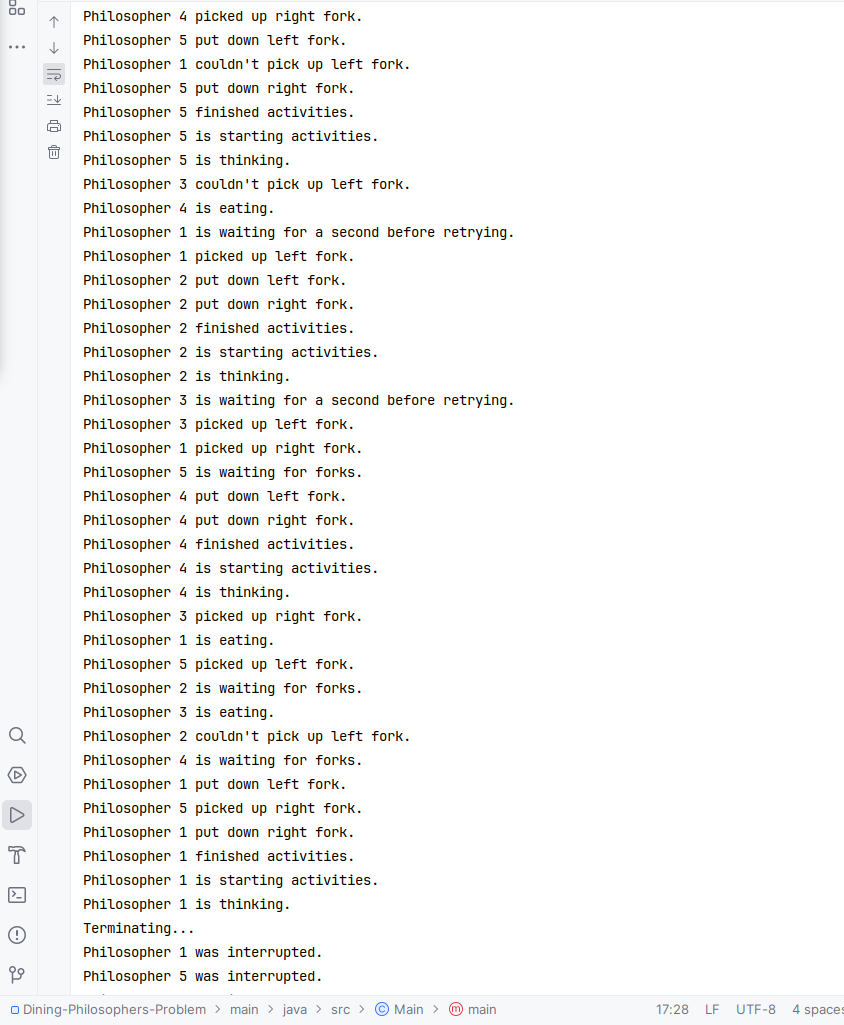 Philosopher 4 picked up right fork.
Philosopher 5 put down left fork.
Philosopher 1 couldn't pick up left fork.
Philosopher 5 put down right fork.
Philosopher 5 finished activities.
Philosopher 5 is starting activities.
Philosopher 5 is thinking.
Philosopher 3 couldn't pick up left fork.
Philosopher 4 is eating.
Philosopher 1 is waiting for a second before retrying.
Philosopher 1 picked up left fork.
Philosopher 2 put down left fork.
Philosopher 2 put down right fork.
Philosopher 2 finished activities.
Philosopher 2 is starting activities.
Philosopher 2 is thinking.
Philosopher 3 is waiting for a second before retrying.
Philosopher 3 picked up left fork.
Philosopher 1 picked up right fork.
Philosopher 5 is waiting for forks.
Philosopher 4 put down left fork.
Philosopher 4 put down right fork.
Philosopher 4 finished activities.
Philosopher 4 is starting activities.
Philosopher 4 is thinking.
Philosopher 3 picked up right fork.
Philosopher 1 is eating.
Philosopher 5 picked up left fork.
Philosopher 2 is waiting for forks.
Philosopher 3 is eating.
Philosopher 2 couldn't pick up left fork.
Philosopher 4 is waiting for forks.
Philosopher 1 put down left fork.
Philosopher 5 picked up right fork.
Philosopher 1 put down right fork.
Philosopher 1 finished activities.
Philosopher 1 is starting activities.
Philosopher 1 is thinking.
Terminating...
Philosopher 1 was interrupted.
Philosopher 5 was interrupted.
Dining-Philosophers-Problem > main > java > src > Main > main 17:28 LF UTF-8 4 spaces